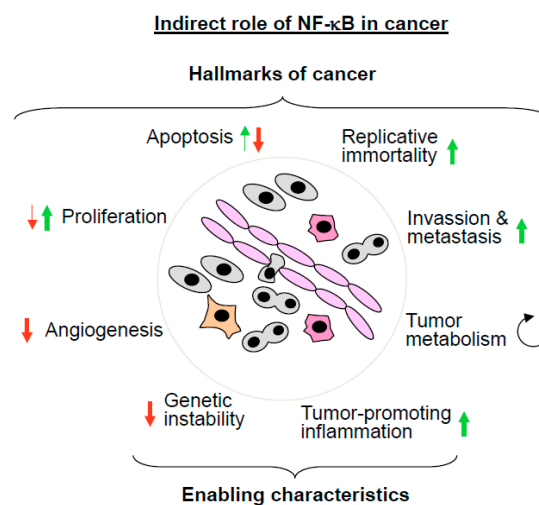 Indirect role of NF-κB in cancer
Hallmarks of cancer
Apoptosis
Replicative
immortality
Proliferation
Invassion &
metastasis
Angiogenesis
Tumor
metabolism
Genetic
instability
Tumor-promoting
inflammation
Enabling characteristics